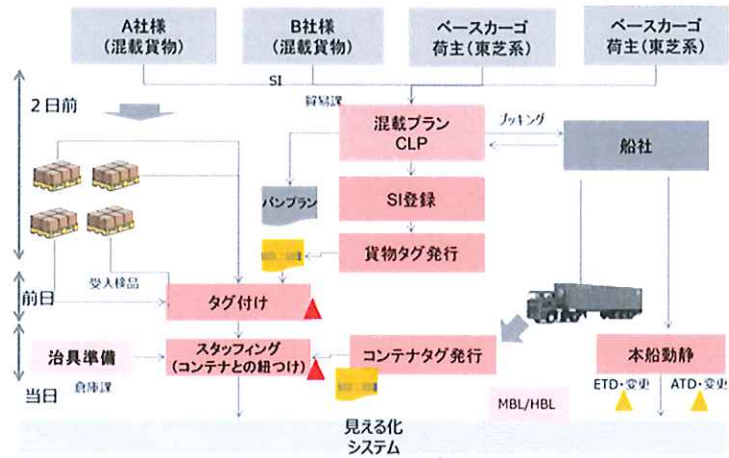 A社様
(混載貨物)
B社様
(混載貨物)
ベースカーゴ
荷主(東芝系)
ベースカーゴ
荷主(東芝系)
SI
2日前
貿易課
混載プラン
CLP
ブッキング
船社
バンプラン
SI登録
貨物タグ発行
受入検品
前日
タグ付け
治具準備
スタッフィング
(コンテナとの紐つけ)
コンテナタグ発行
本船動静
倉庫課
当日
MBL/HBL
ETD・変更
ATD・変更
見える化
システム